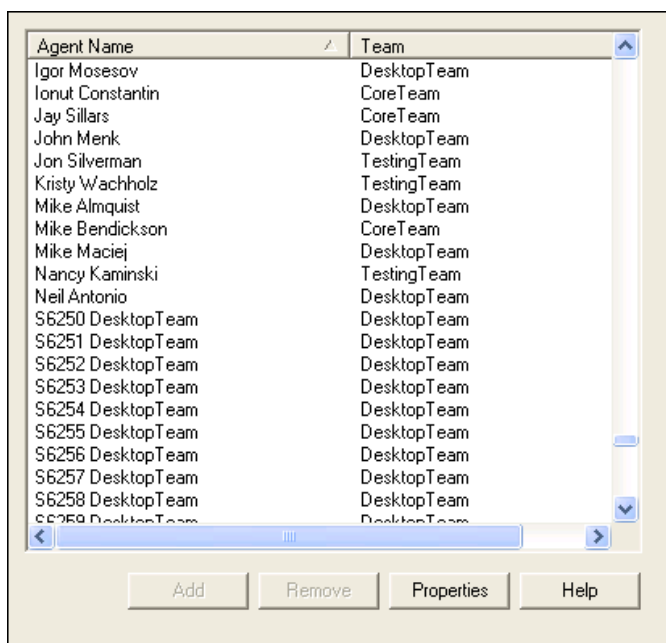 Agent Name Team
Igor Mosesov DesktopTeam
Ionut Constantin CoreTeam
Jay Sillars CoreTeam
John Menk DesktopTeam
Jon Silverman TestingTeam
Kristy Wachholz TestingTeam
Mike Almquist DesktopTeam
Mike Bendickson CoreTeam
Mike Maciej DesktopTeam
Nancy Kaminski TestingTeam
Neil Antonio DesktopTeam
S6250 DesktopTeam DesktopTeam
S6251 DesktopTeam DesktopTeam
S6252 DesktopTeam DesktopTeam
S6253 DesktopTeam DesktopTeam
S6254 DesktopTeam DesktopTeam
S6255 DesktopTeam DesktopTeam
S6256 DesktopTeam DesktopTeam
S6257 DesktopTeam DesktopTeam
S6258 DesktopTeam DesktopTeam
S6259 DesktopTeam DesktopTeam
Add Remove Properties Help